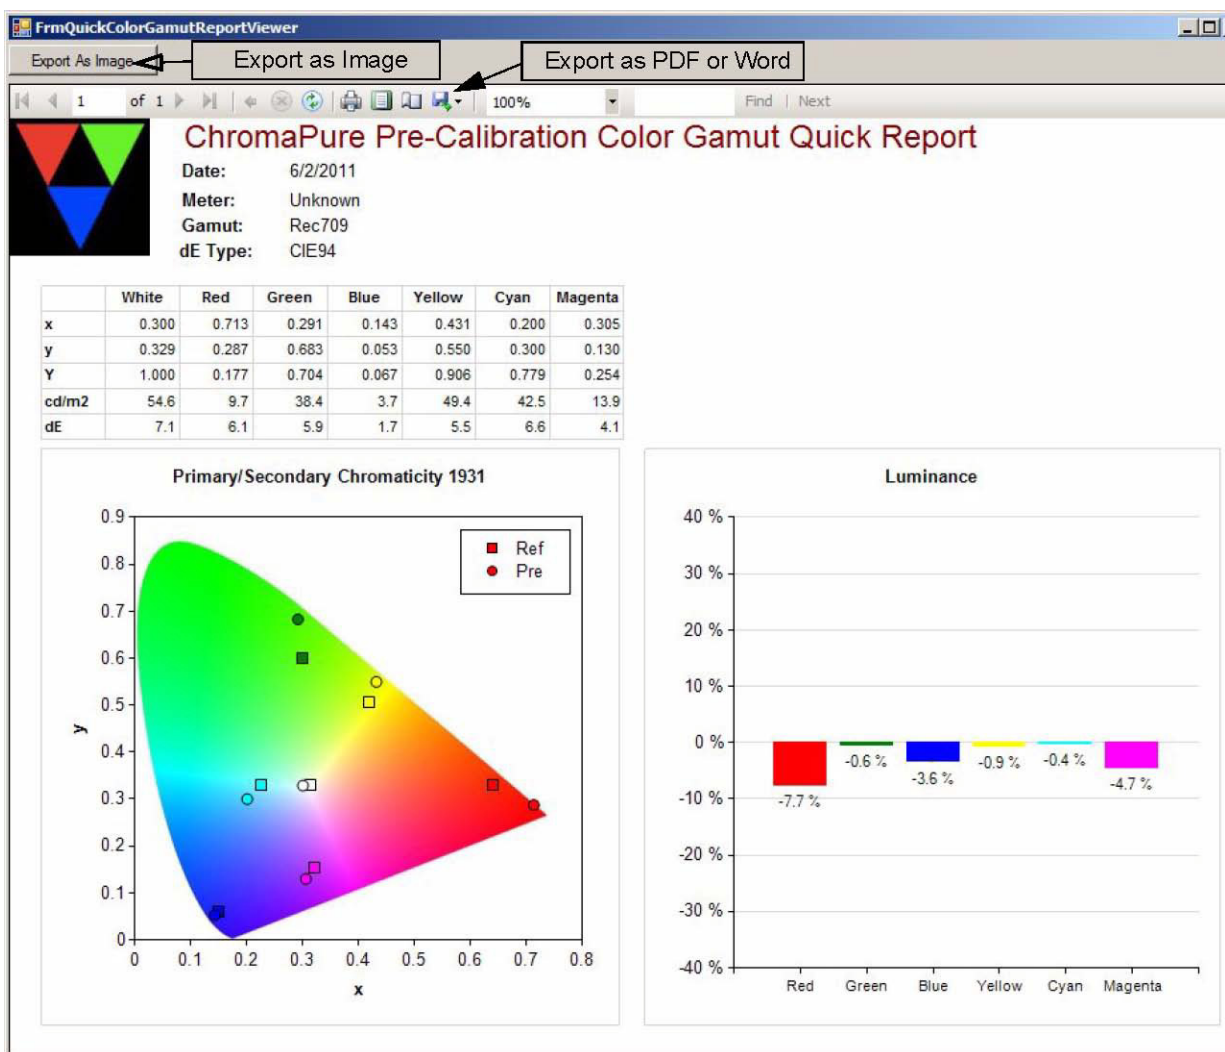 FrmQuickColorGamutReportViewer
Export As Image
Export as Image
Export as PDF or Word
1 of 1
100%
Find | Next
ChromaPure Pre-Calibration Color Gamut Quick Report
Date: 6/2/2011
Meter: Unknown
Gamut: Rec709
dE Type: CIE94
White Red Green Blue Yellow Cyan Magenta
x 0.300 0.713 0.291 0.143 0.431 0.200 0.305
y 0.329 0.287 0.683 0.053 0.550 0.300 0.130
Y 1.000 0.177 0.704 0.067 0.906 0.779 0.254
cd/m2 54.6 9.7 38.4 3.7 49.4 42.5 13.9
dE 7.1 6.1 5.9 1.7 5.5 6.6 4.1
Primary/Secondary Chromaticity 1931
0.9
0.8
0.7
0.6
0.5
0.4
0.3
0.2
0.1
0
y
Ref
Pre
0 0.1 0.2 0.3 0.4 0.5 0.6 0.7 0.8
x
Luminance
40 %
30 %
20 %
10 %
0 %
-10 %
-20 %
-30 %
-40 %
-7.7 % -0.6 % -3.6 % -0.9 % -0.4 % -4.7 %
Red Green Blue Yellow Cyan Magenta